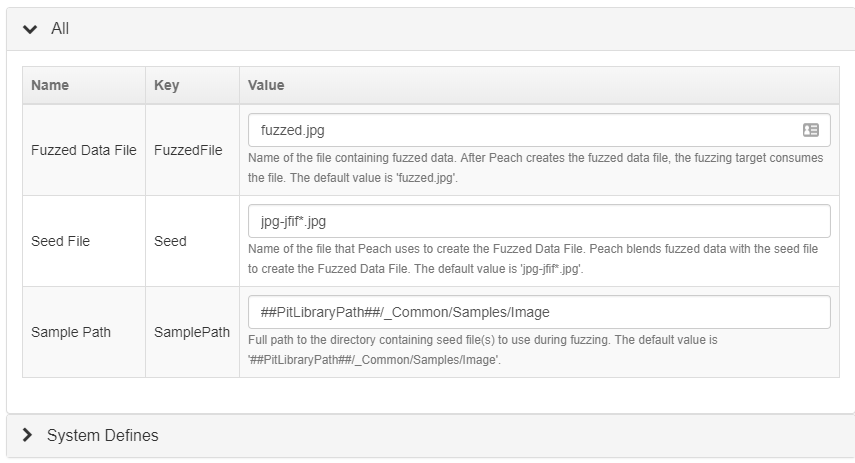 All
Name Key Value
Fuzzed Data File FuzzedFile fuzzed.jpg
Name of the file containing fuzzed data. After Peach creates the fuzzed data file, the fuzzing target consumes
the file. The default value is 'fuzzed.jpg'.
Seed File Seed jpg-jfif*.jpg
Name of the file that Peach uses to create the Fuzzed Data File. Peach blends fuzzed data with the seed file
to create the Fuzzed Data File. The default value is 'jpg-jfif*.jpg'.
Sample Path SamplePath ##PitLibraryPath##/_Common/Samples/Image
Full path to the directory containing seed file(s) to use during fuzzing. The default value is
'##PitLibraryPath##/_Common/Samples/Image'.
System Defines